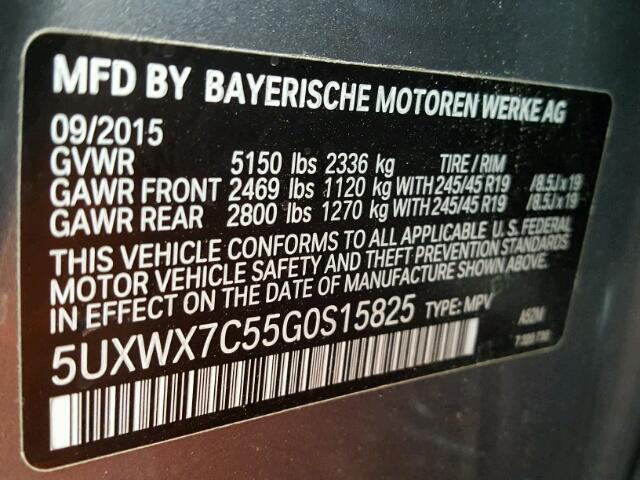 MFD BY BAYERISCHE MOTOREN WERKE AG
09/2015
GVWR 5150 lbs 2336 kg TIRE / RIM
GAWR FRONT 2469 lbs 1120 kg WITH 245/45 R19 /8.5Jx19
GAWR REAR 2800 lbs 1270 kg WITH 245/45 R19 /8.5Jx19
THIS VEHICLE CONFORMS TO ALL APPLICABLE U. S. FEDERAL
MOTOR VEHICLE SAFETY AND THEFT PREVENTION STANDARDS
IN EFFECT ON THE DATE OF MANUFACTURE SHOWN ABOVE.
5UXWX7C55G0S15825 TYPE: MPV